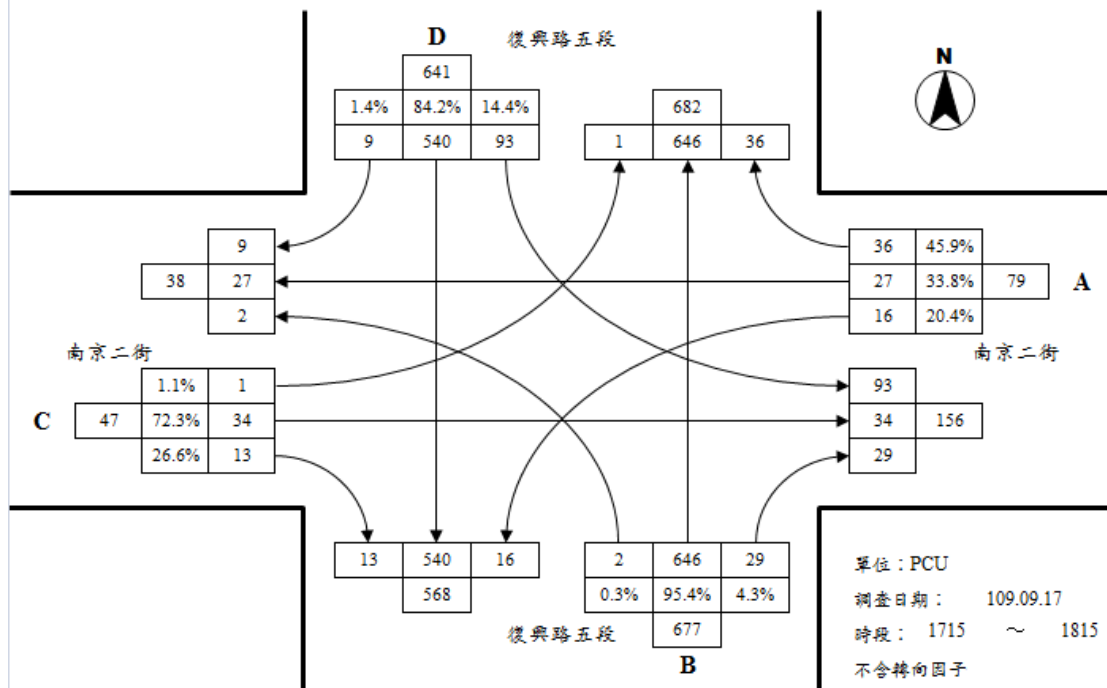 D 復興路五段
N
641
1.4% 84.2% 14.4%
682
9 540 93
1 646 36
9
36 45.9%
38 27
27 33.8% 79 A
2
16 20.4%
南京二街
南京二街
1.1% 1
93
C 47 72.3% 34
34 156
26.6% 13
29
13 540 16
2 646 29
568
0.3% 95.4% 4.3%
復興路五段
677
B
單位：PCU
調查日期： 109.09.17
時段： 1715 ～ 1815
不含轉向因子